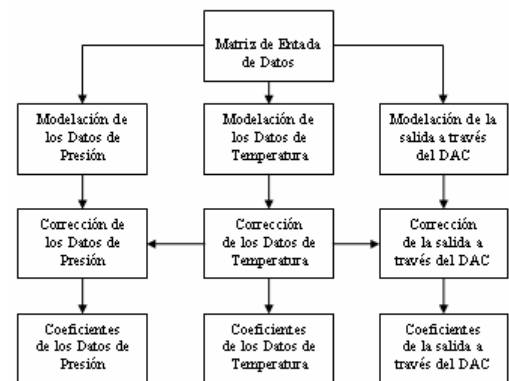 Matriz de Entada
de Datos
Modelación de
los Datos de
Presión
Modelación de
los Datos de
Temperatura
Modelación de la
salida a través
del DAC
Corrección de
los Datos de
Presión
Corrección
de los Datos de
Temperatura
Corrección
de la salida a
través del DAC
Coeficientes
de los Datos de
Presión
Coeficientes
de los Datos de
Temperatura
Coeficientes
de la salida a
través del DAC